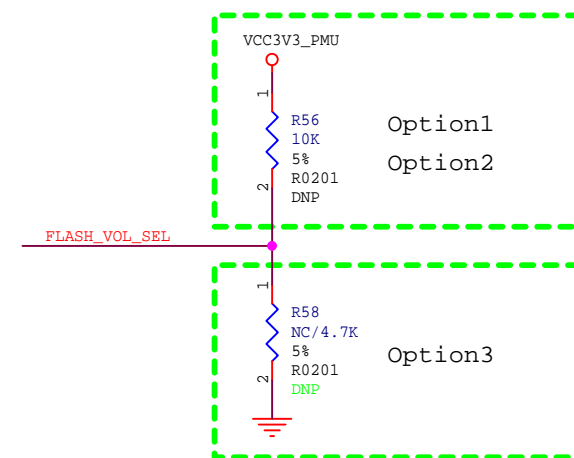 VCC3V3_PMU
1
R56
10K
5%
R0201
DNP
2
Option1
Option2
FLASH_VOL_SEL
1
R58
NC/4.7K
5%
R0201
DNP
2
Option3